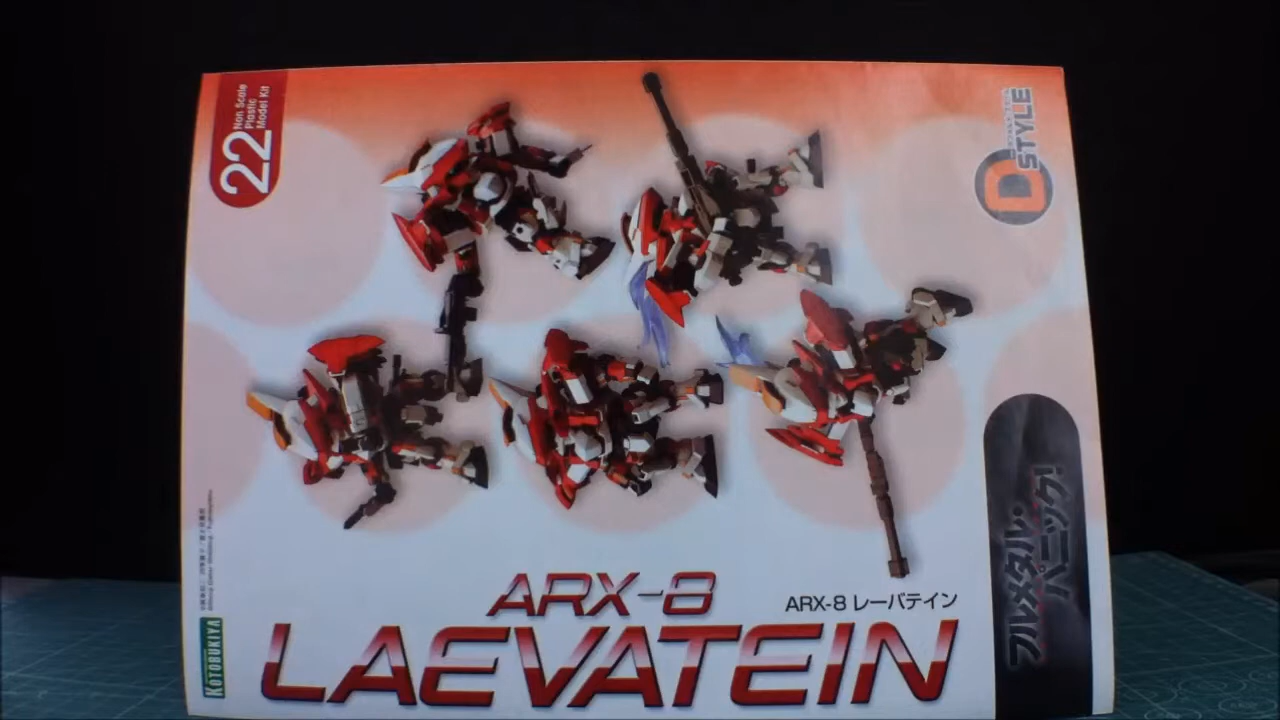 22
Non Scale
Plastic
Model Kit
D
STYLE
フルメタル・
パニック!
ARX-8
ARX-8 レーバテイン
LAEVATEIN
KOTOBUKIYA